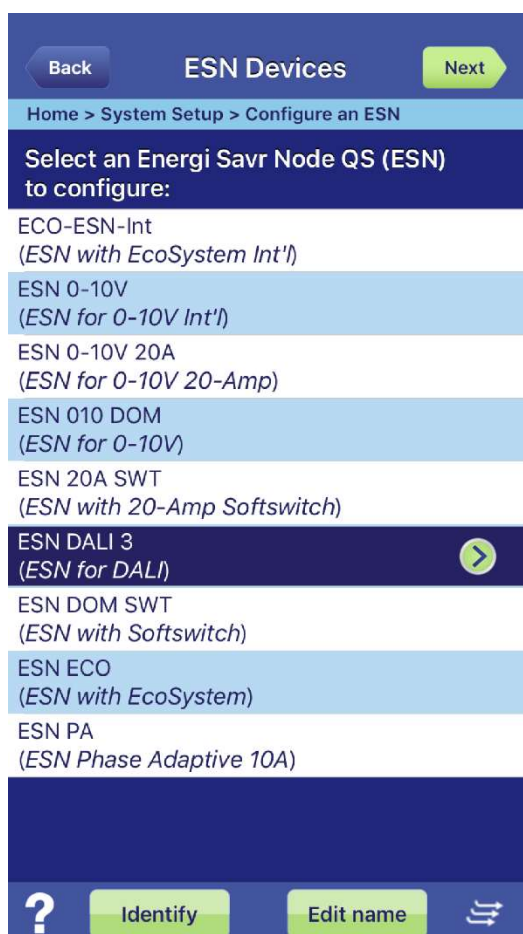 Back
ESN Devices
Next
Home > System Setup > Configure an ESN
Select an Energi Savr Node QS (ESN)
to configure:
ECO-ESN-Int
(ESN with EcoSystem Int'l)
ESN 0-10V
(ESN for 0-10V Int'l)
ESN 0-10V 20A
(ESN for 0-10V 20-Amp)
ESN 010 DOM
(ESN for 0-10V)
ESN 20A SWT
(ESN with 20-Amp Softswitch)
ESN DALI 3
(ESN for DALI)
ESN DOM SWT
(ESN with Softswitch)
ESN ECO
(ESN with EcoSystem)
ESN PA
(ESN Phase Adaptive 10A)
?
Identify
Edit name